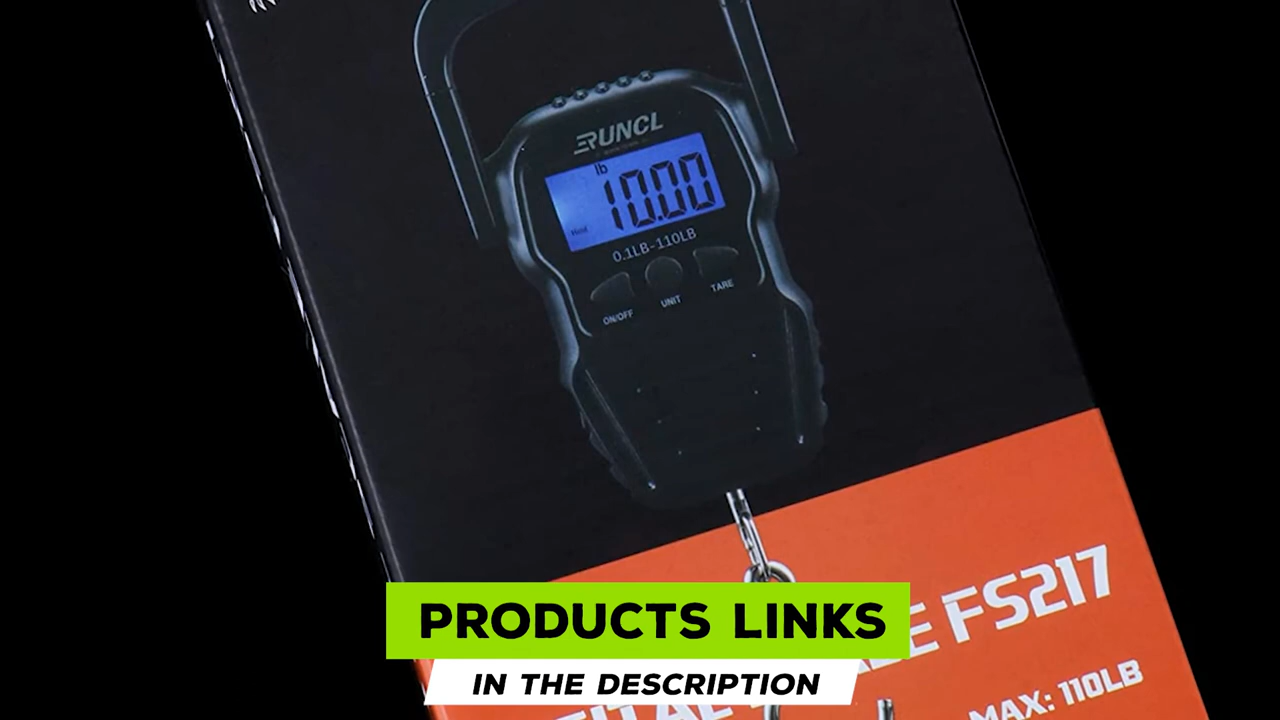 RUNCL
lb
10.00
Hold
0.1LB-110LB
ON/OFF UNIT TARE
FS217
MAX: 110LB
PRODUCTS LINKS
IN THE DESCRIPTION